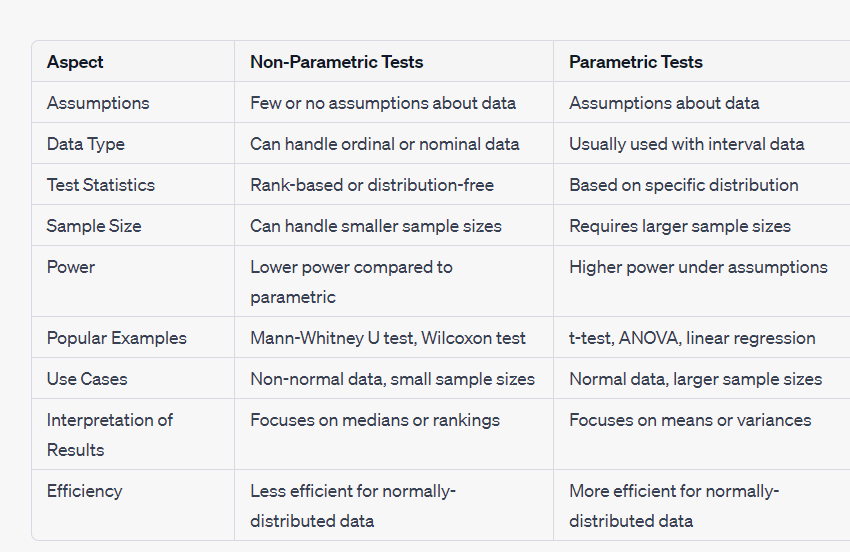 Aspect Non-Parametric Tests Parametric Tests
Assumptions Few or no assumptions about data Assumptions about data
Data Type Can handle ordinal or nominal data Usually used with interval data
Test Statistics Rank-based or distribution-free Based on specific distribution
Sample Size Can handle smaller sample sizes Requires larger sample sizes
Power Lower power compared to Higher power under assumptions
parametric
Popular Examples Mann-Whitney U test, Wilcoxon test t-test, ANOVA, linear regression
Use Cases Non-normal data, small sample sizes Normal data, larger sample sizes
Interpretation of Focuses on medians or rankings Focuses on means or variances
Results
Efficiency Less efficient for normally- More efficient for normally-
distributed data distributed data